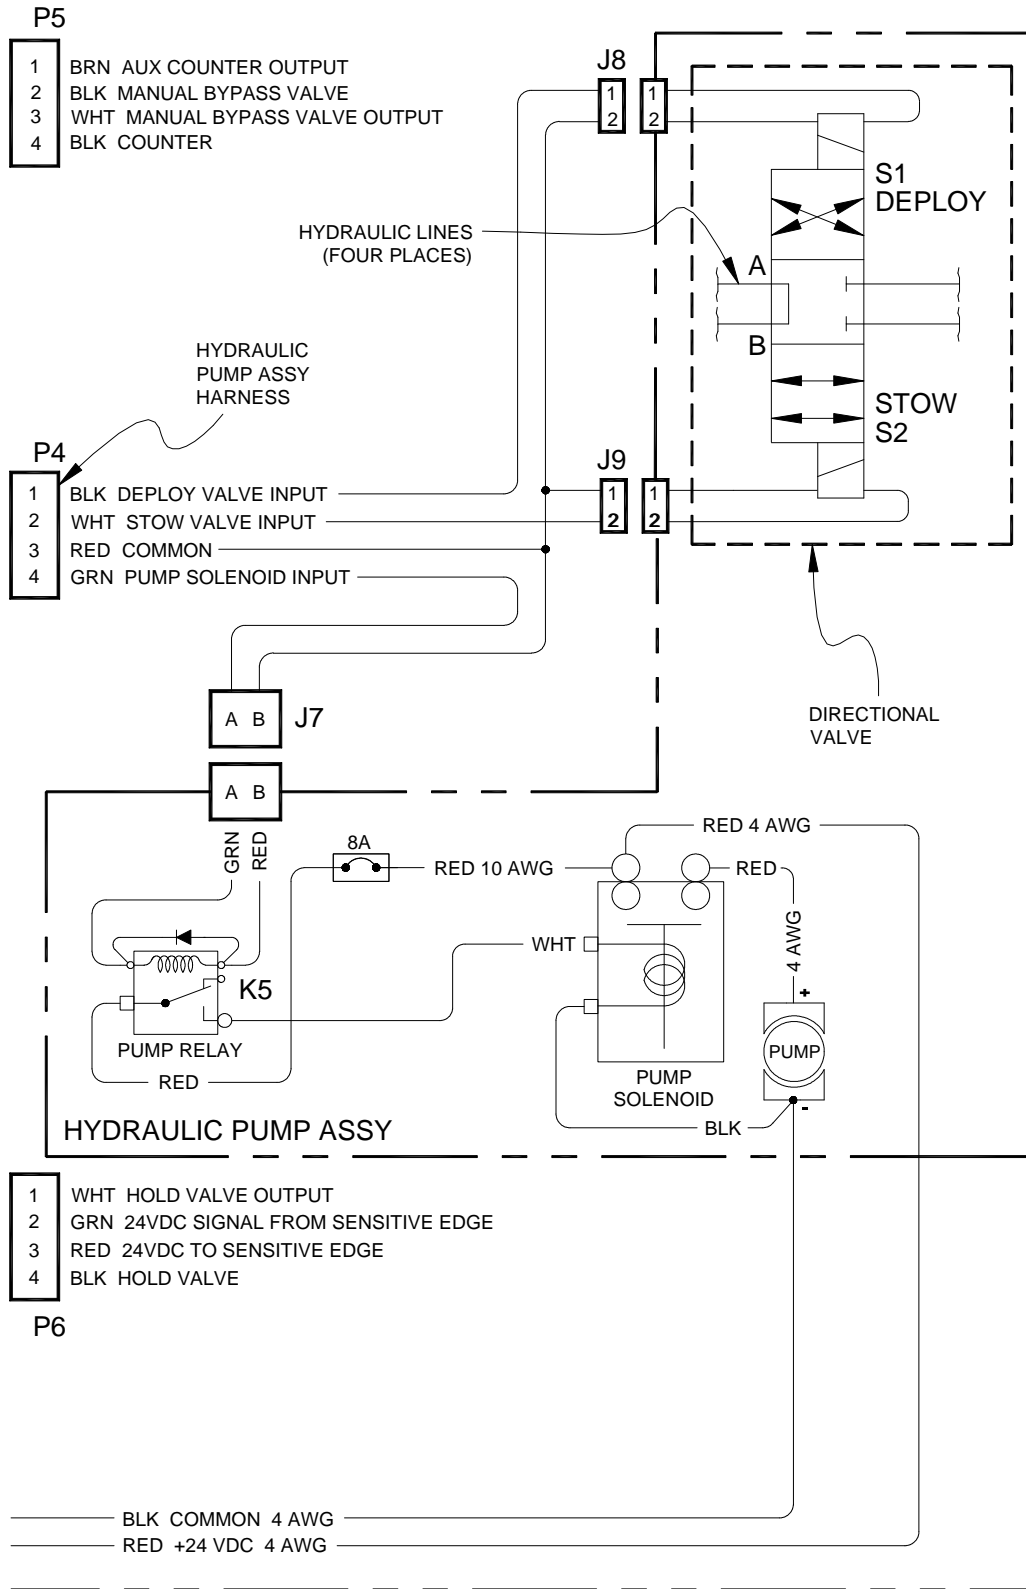 P5
1 BRN AUX COUNTER OUTPUT
2 BLK MANUAL BYPASS VALVE
3 WHT MANUAL BYPASS VALVE OUTPUT
4 BLK COUNTER
J8
1 1
2 2
S1
DEPLOY
HYDRAULIC LINES
(FOUR PLACES)
A
B
STOW
S2
HYDRAULIC
PUMP ASSY
HARNESS
P4
1 BLK DEPLOY VALVE INPUT
2 WHT STOW VALVE INPUT
3 RED COMMON
4 GRN PUMP SOLENOID INPUT
J9
1 1
2 2
DIRECTIONAL
VALVE
A B J7
A B
GRN
RED
8A
RED 10 AWG
RED 4 AWG
RED
4 AWG
WHT
K5
PUMP RELAY
RED
PUMP
SOLENOID
+
PUMP
-
BLK
HYDRAULIC PUMP ASSY
1 WHT HOLD VALVE OUTPUT
2 GRN 24VDC SIGNAL FROM SENSITIVE EDGE
3 RED 24VDC TO SENSITIVE EDGE
4 BLK HOLD VALVE
P6
BLK COMMON 4 AWG
RED +24 VDC 4 AWG